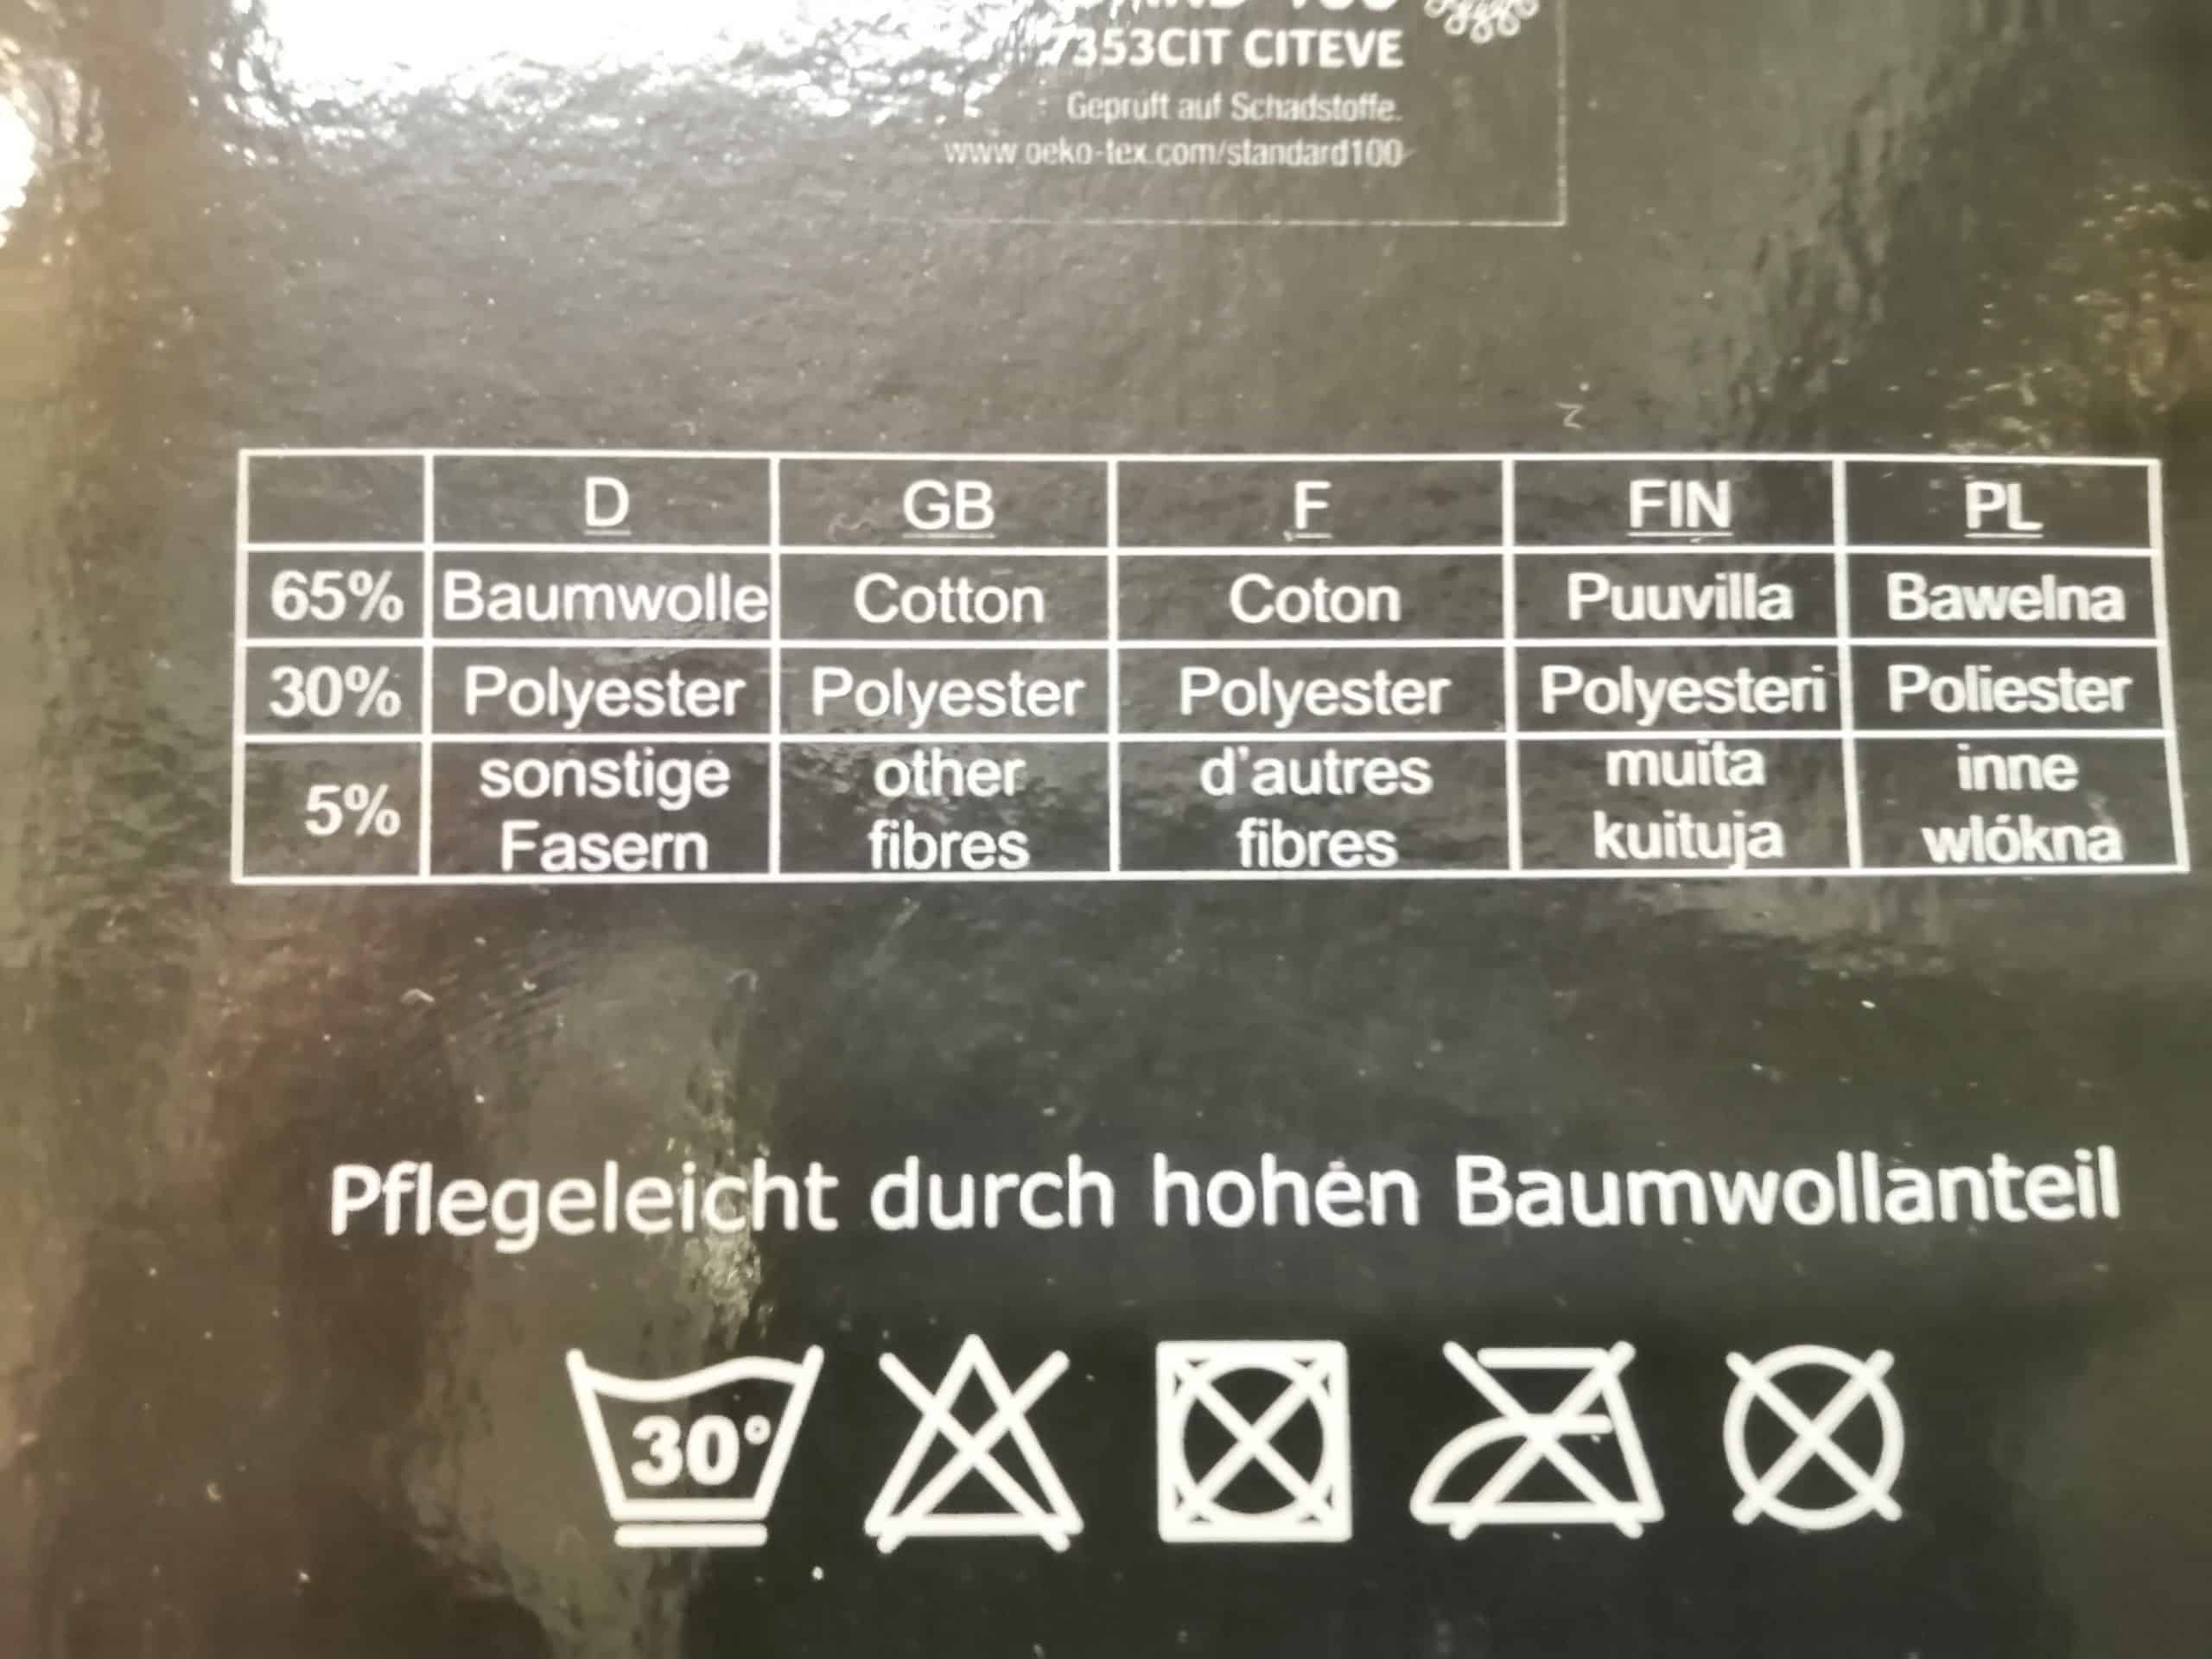 7353CIT CITEVE
Geprüft auf Schadstoffe.
www.oeko-tex.com/standard100
D GB F FIN PL
65% Baumwolle Cotton Coton Puuvilla Bawelna
30% Polyester Polyester Polyester Polyesteri Poliester
5% sonstige Fasern other fibres d'autres fibres muita kuituja inne wlókna
Pflegeleicht durch hohen Baumwollanteil
30°